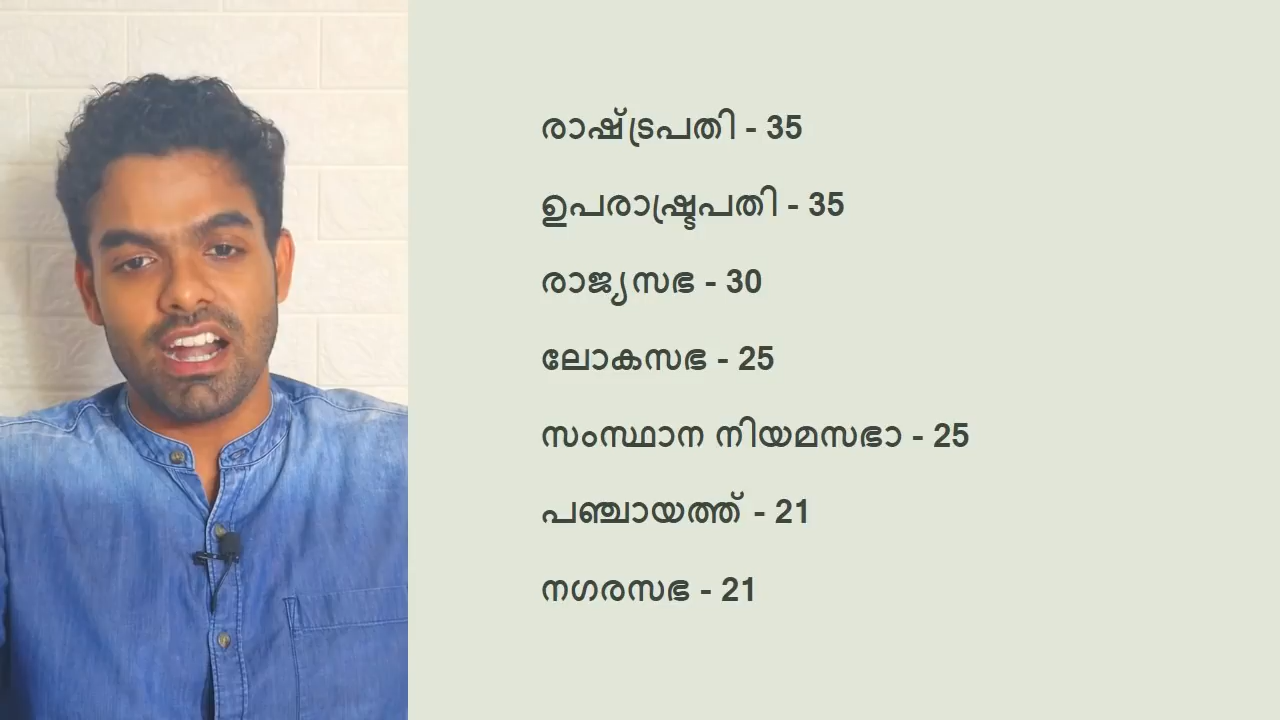 രാഷ്ട്രപതി - 35
ഉപരാഷ്ട്രപതി - 35
രാജ്യസഭ - 30
ലോകസഭ - 25
സംസ്ഥാന നിയമസഭാ - 25
പഞ്ചായത്ത് - 21
നഗരസഭ - 21